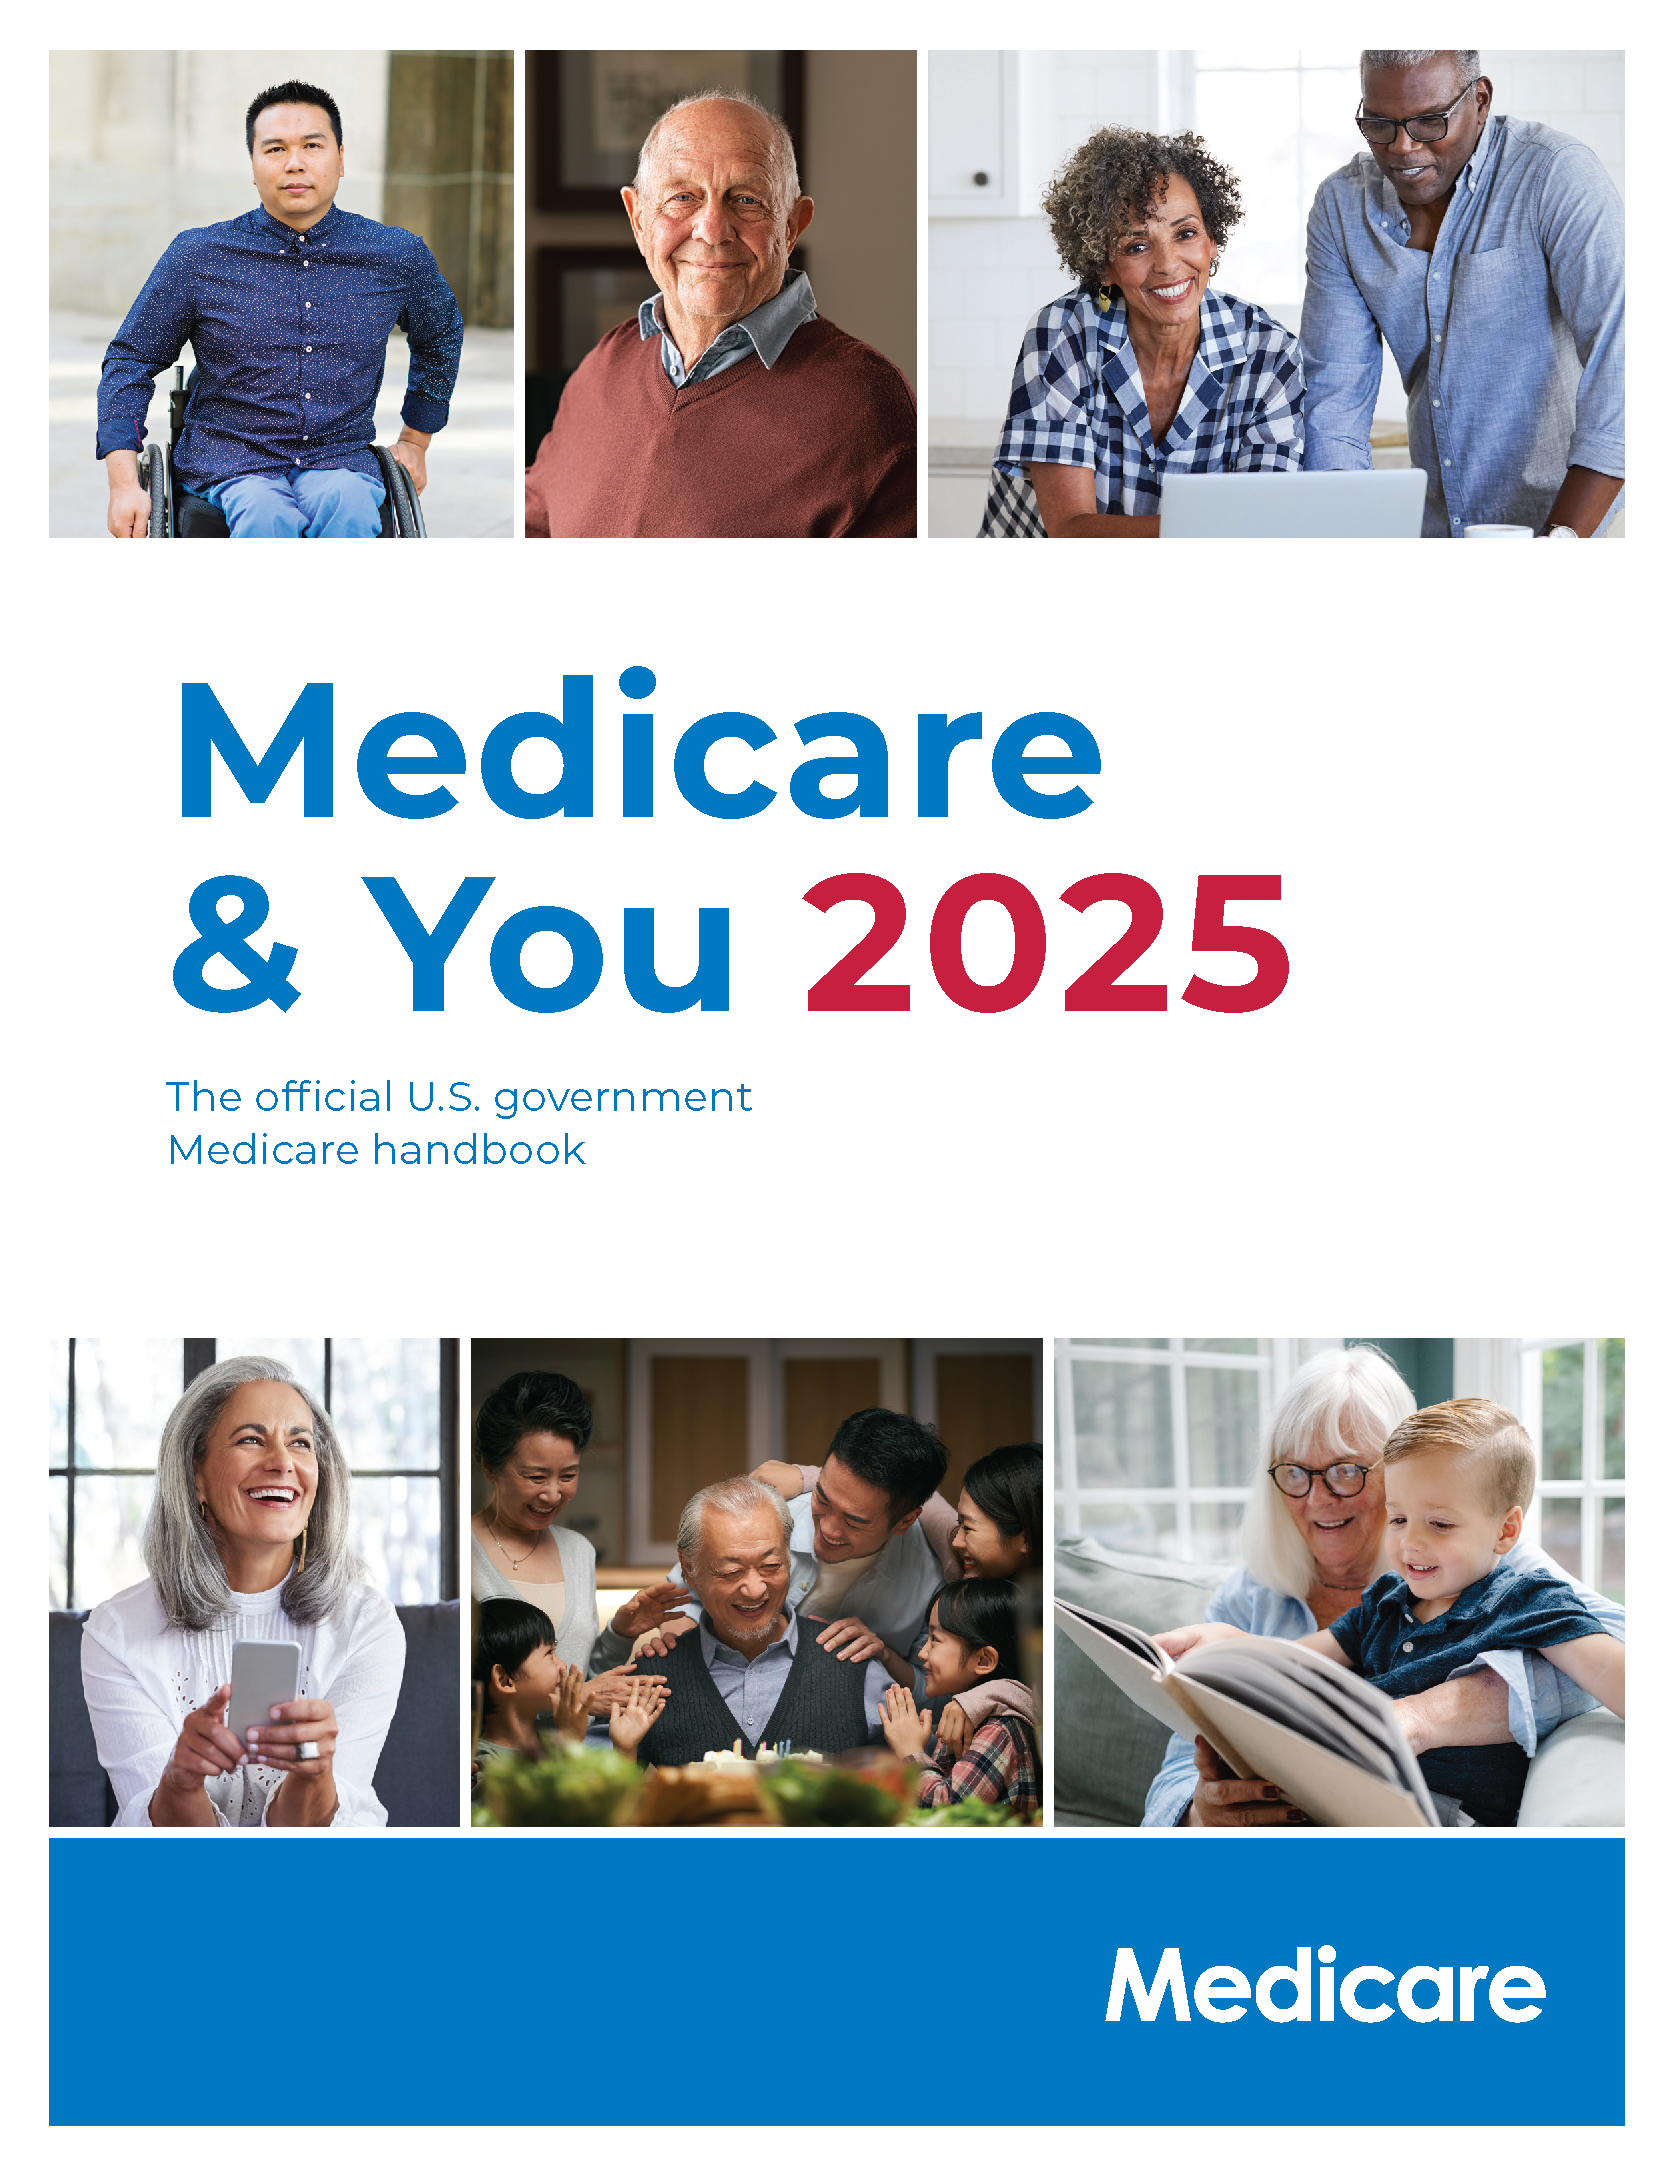 Medicare
& You 2025
The official U.S. government
Medicare handbook
Medicare